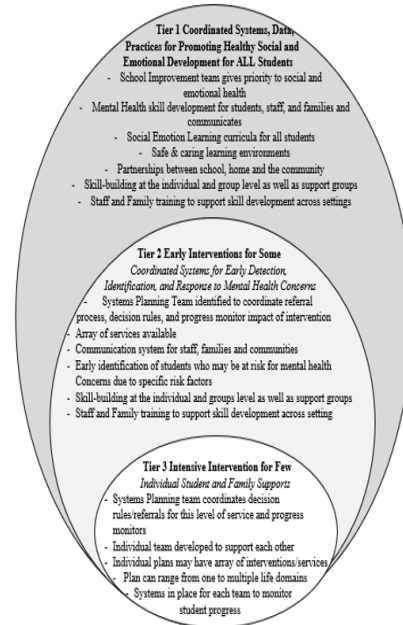 Tier 1 Coordinated Systems, Data,
Practices for Promoting Healthy Social and
Emotional Development for ALL Students
- School Improvement team gives priority to social and
emotional health
- Mental Health skill development for students, staff, and families and
communicates
- Social Emotion Learning curricula for all students
- Safe & caring learning environments
- Partnerships between school, home and the community
- Skill-building at the individual and group level as well as support groups
- Staff and Family training to support skill development across settings
Tier 2 Early Interventions for Some
Coordinated Systems for Early Detection,
Identification, and Response to Mental Health Concerns
- Systems Planning Team identified to coordinate referral
process, decision rules, and progress monitor impact of intervention
- Array of services available
- Communication system for staff, families and communities
- Early identification of students who may be at risk for mental health
Concerns due to specific risk factors
- Skill-building at the individual and groups level as well as support groups
- Staff and Family training to support skill development across setting
Tier 3 Intensive Intervention for Few
Individual Student and Family Supports
- Systems Planning team coordinates decision
rules/referrals for this level of service and progress
monitors
- Individual team developed to support each other
- Individual plans may have array of interventions/services
- Plan can range from one to multiple life domains
- Systems in place for each team to monitor
student progress